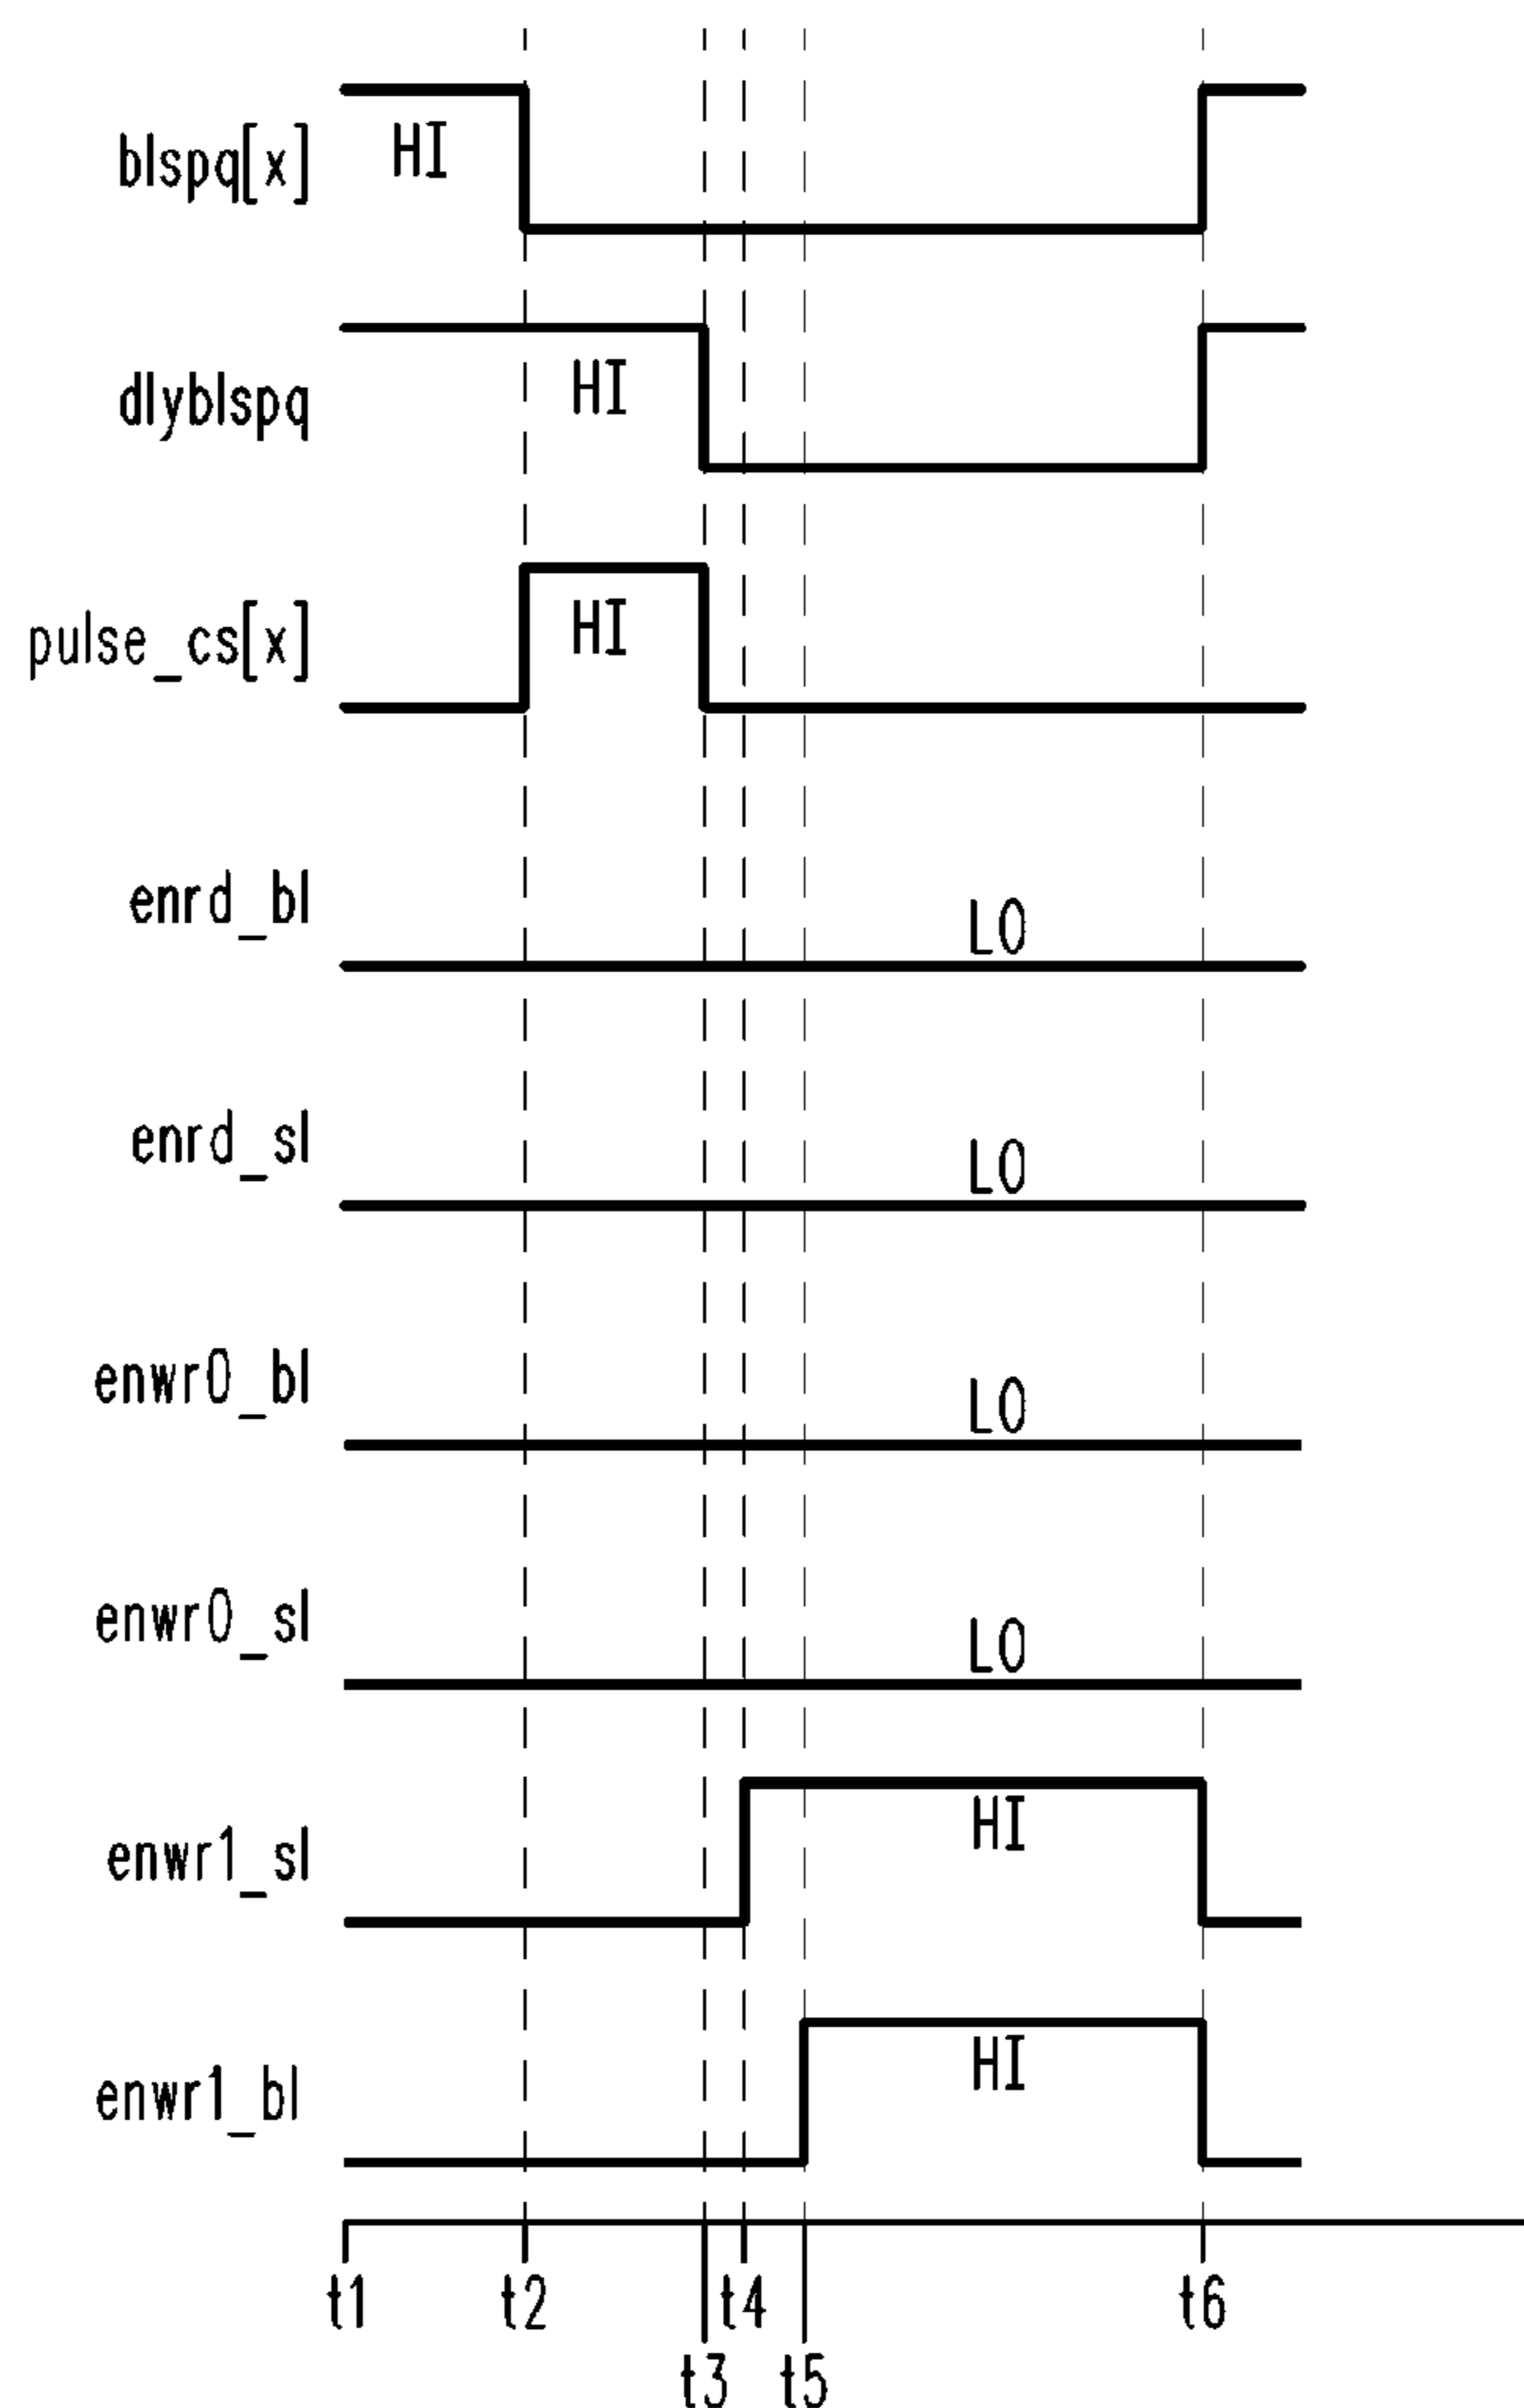 blspq[x]
HI
dlyblspq
HI
pulse_cs[x]
HI
enrd_bl
LO
enrd_sl
LO
enwr0_bl
LO
enwr0_sl
LO
enwr1_sl
HI
enwr1_bl
HI
t1 t2 t4 t6
t3 t5